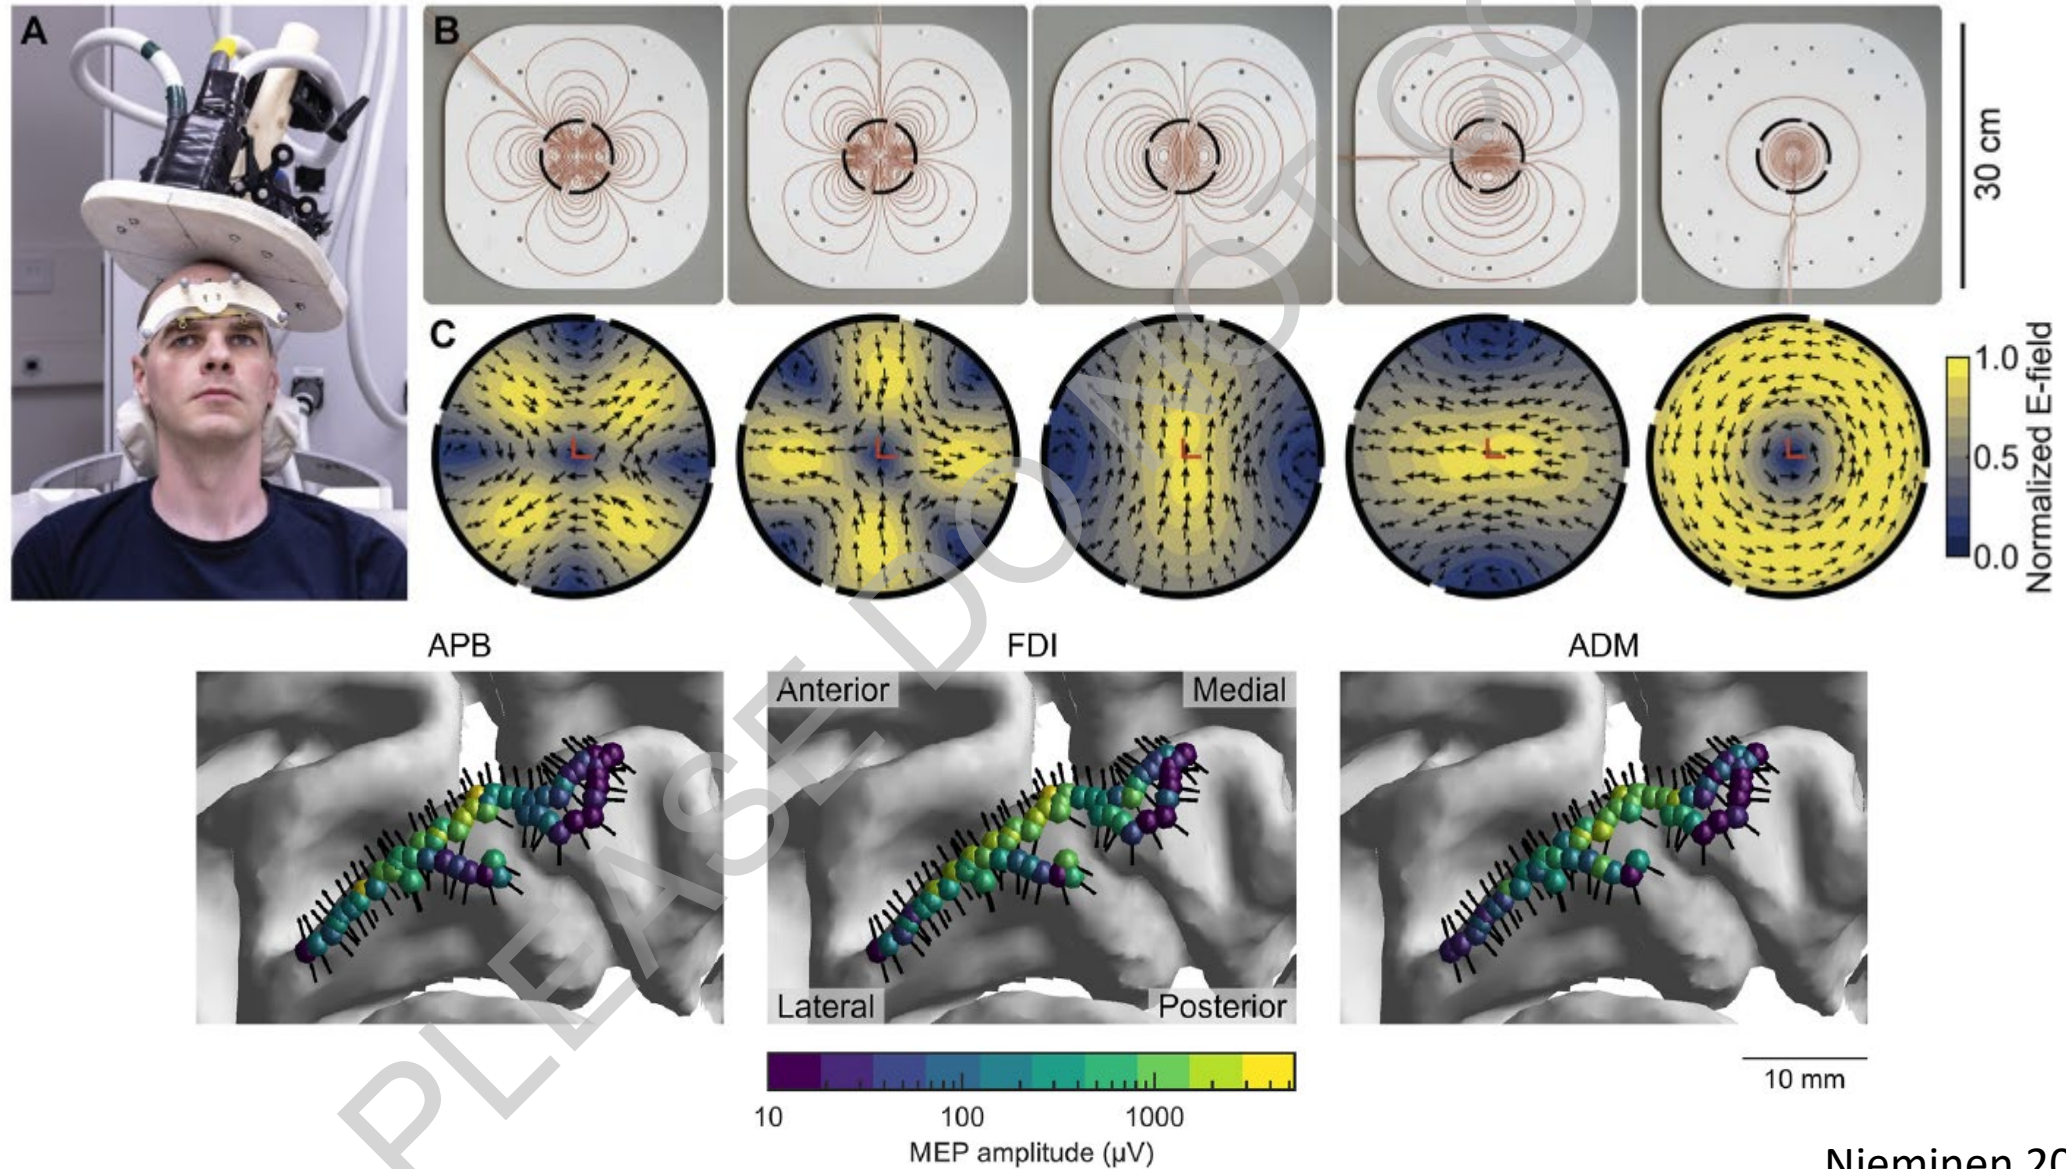 A
B
30 cm
C
1.0
0.5
0.0
Normalized E-field
APB
FDI
ADM
Anterior
Medial
Lateral
Posterior
10
100
1000
MEP amplitude (µV)
10 mm
Nieminen 20
PLEASE DO NOT CO